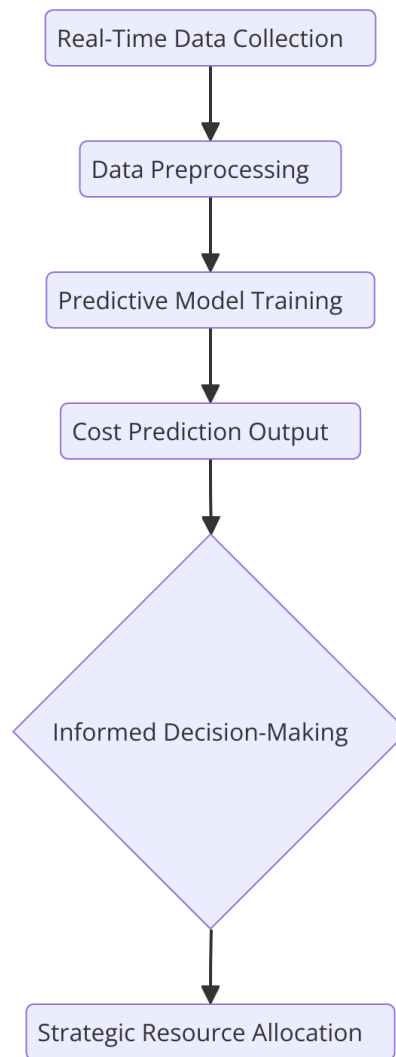 Real-Time Data Collection
Data Preprocessing
Predictive Model Training
Cost Prediction Output
Informed Decision-Making
Strategic Resource Allocation